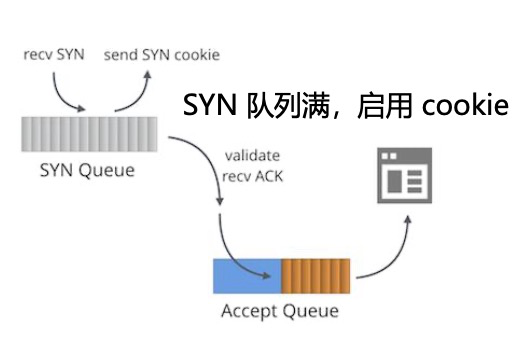 recv SYN
send SYN cookie
SYN 队列满，启用 cookie
SYN Queue
validate
recv ACK
Accept Queue